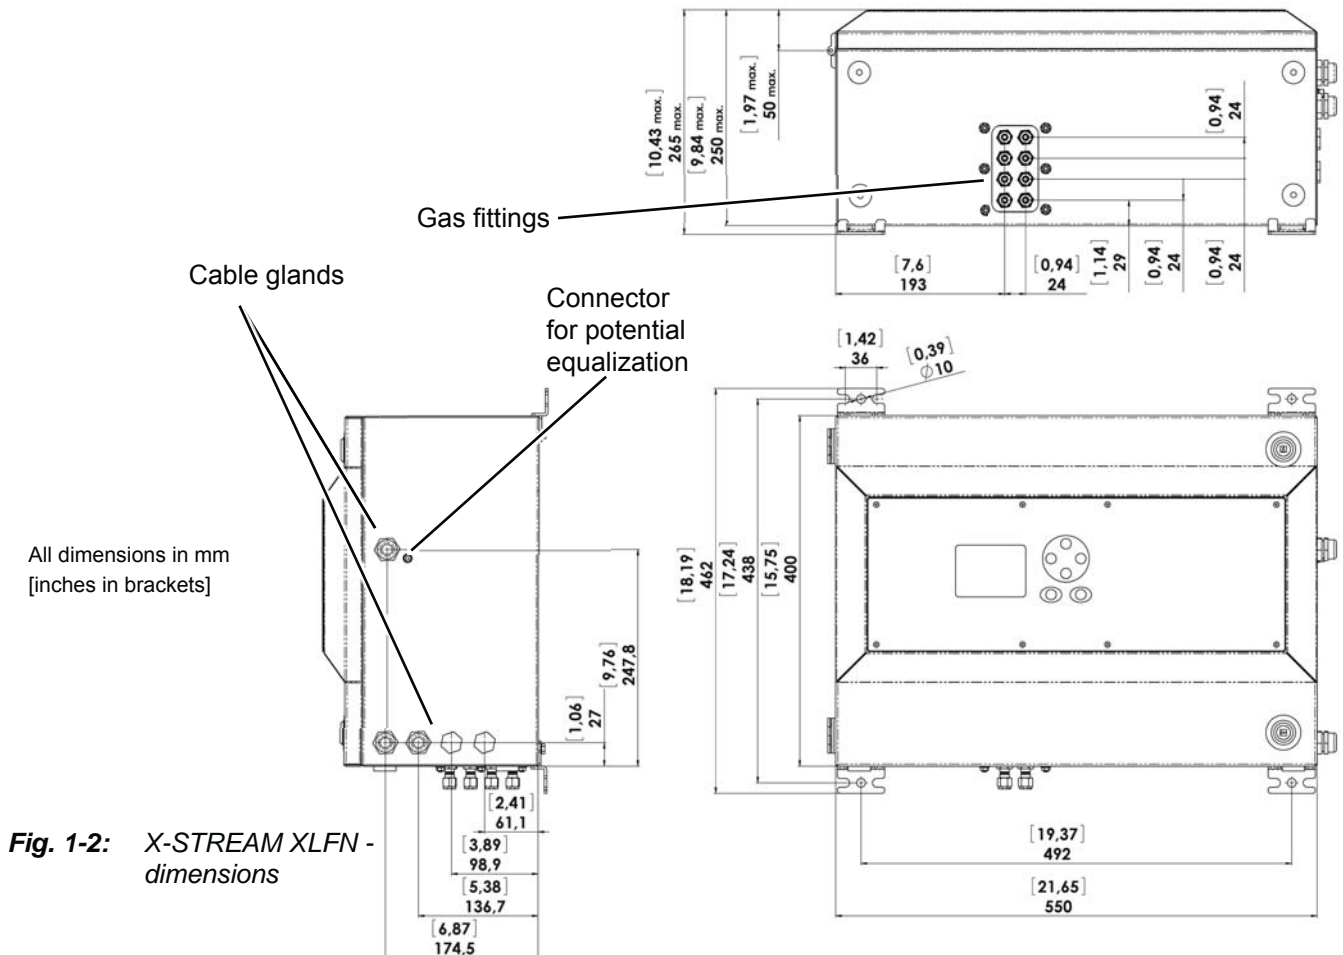 [10,43 max.]
265 max.
[9,84 max.]
250 max.
[1,97 max.]
50 max.
[0,94]
24
Gas fittings
[7,6]
193
[0,94]
24
[1,14]
29
[0,94]
24
[0,94]
24
Cable glands
Connector
for potential
equalization
[1,42]
36
[0,39]
∅10
All dimensions in mm
[inches in brackets]
[18,19]
462
[17,24]
438
[15,75]
400
[9,76]
247,8
[1,06]
27
[2,41]
61,1
[3,89]
98,9
[5,38]
136,7
[6,87]
174,5
[19,37]
492
[21,65]
550
Fig. 1-2: X-STREAM XLFN -
dimensions